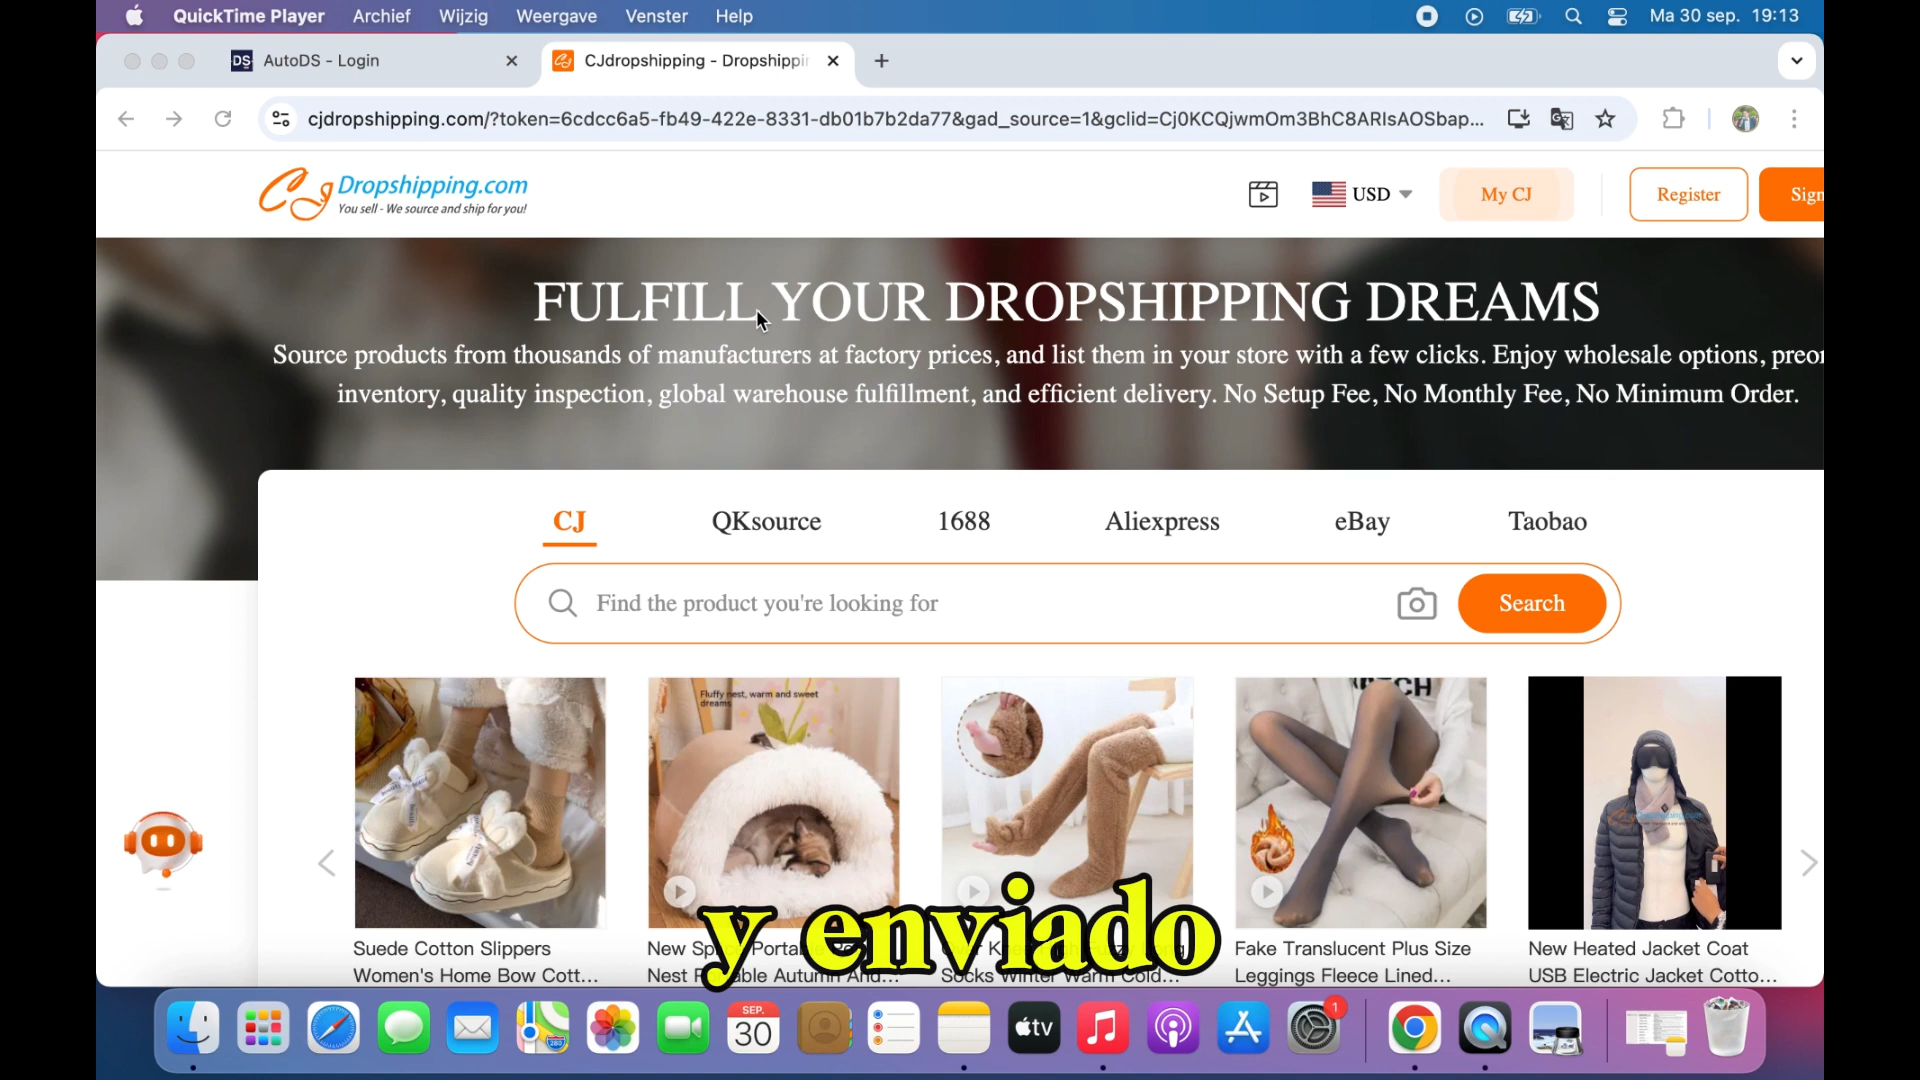 QuickTime Player Archief Wijzig Weergave Venster Help Ma 30 sep. 19:13
DS AutoDS - Login CJdropshipping - Dropshippin
cjdropshipping.com/?token=6cdcc6a5-fb49-422e-8331-db01b7b2da77&gad_source=1&gclid=Cj0KCQjwmOm3BhC8ARIsAOSbap...
CJ Dropshipping.com
You sell - We source and ship for you!
USD My CJ Register Sign
FULFILL YOUR DROPSHIPPING DREAMS
Source products from thousands of manufacturers at factory prices, and list them in your store with a few clicks. Enjoy wholesale options, preor
inventory, quality inspection, global warehouse fulfillment, and efficient delivery. No Setup Fee, No Monthly Fee, No Minimum Order.
CJ QKsource 1688 Aliexpress eBay Taobao
Find the product you're looking for Search
Fluffy nest, warm and sweet
dreams
Suede Cotton Slippers
Women's Home Bow Cott...
New Portable
Nest Autumn And...
Socks Winter Warm Cold...
Fake Translucent Plus Size
Leggings Fleece Lined...
New Heated Jacket Coat
USB Electric Jacket Cotto...
y enviado
SEP.
30
280
tv
1